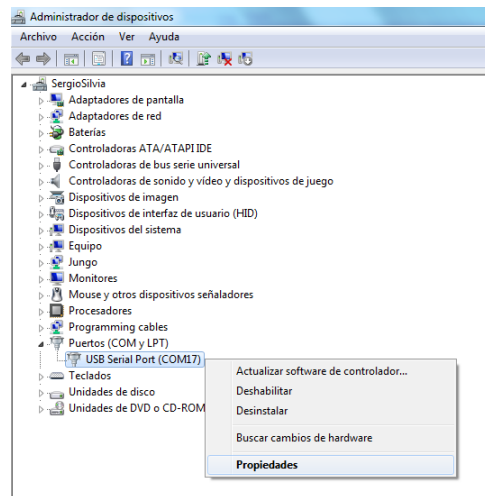 Administrador de dispositivos
Archivo Acción Ver Ayuda
SergioSilvia
Adaptadores de pantalla
Adaptadores de red
Baterías
Controladoras ATA/ATAPI IDE
Controladoras de bus serie universal
Controladoras de sonido y vídeo y dispositivos de juego
Dispositivos de imagen
Dispositivos de interfaz de usuario (HID)
Dispositivos del sistema
Equipo
Jungo
Monitores
Mouse y otros dispositivos señaladores
Procesadores
Programming cables
Puertos (COM y LPT)
USB Serial Port (COM17)
Teclados
Unidades de disco
Unidades de DVD o CD-ROM
Actualizar software de controlador...
Deshabilitar
Desinstalar
Buscar cambios de hardware
Propiedades